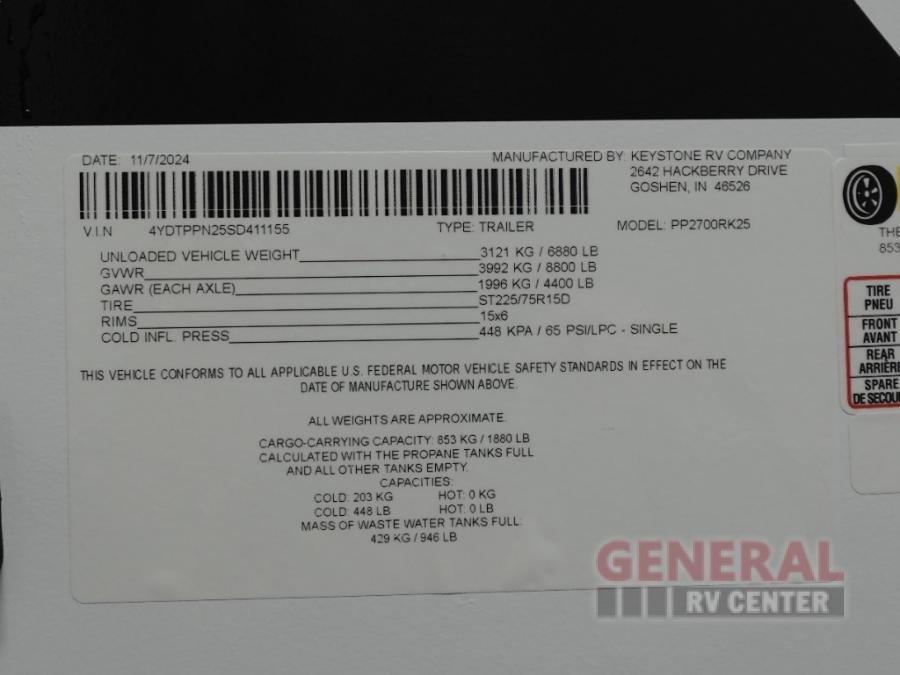 DATE: 11/7/2024
MANUFACTURED BY: KEYSTONE RV COMPANY
2642 HACKBERRY DRIVE
GOSHEN, IN 46526
V.I.N 4YDTPPN25SD411155 TYPE: TRAILER MODEL: PP2700RK25
UNLOADED VEHICLE WEIGHT 3121 KG / 6880 LB
GVWR 3992 KG / 8800 LB
GAWR (EACH AXLE) 1996 KG / 4400 LB
TIRE ST225/75R15D
RIMS 15x6
COLD INFL. PRESS 448 KPA / 65 PSI/LPC - SINGLE
THIS VEHICLE CONFORMS TO ALL APPLICABLE U.S. FEDERAL MOTOR VEHICLE SAFETY STANDARDS IN EFFECT ON THE
DATE OF MANUFACTURE SHOWN ABOVE.
ALL WEIGHTS ARE APPROXIMATE.
CARGO-CARRYING CAPACITY: 853 KG / 1880 LB
CALCULATED WITH THE PROPANE TANKS FULL
AND ALL OTHER TANKS EMPTY.
CAPACITIES:
COLD: 203 KG HOT: 0 KG
COLD: 448 LB HOT: 0 LB
MASS OF WASTE WATER TANKS FULL:
429 KG / 946 LB
THE
853
TIRE
PNEU
FRONT
AVANT
REAR
ARRIÈRE
SPARE
DE SECOU
GENERAL
RV CENTER